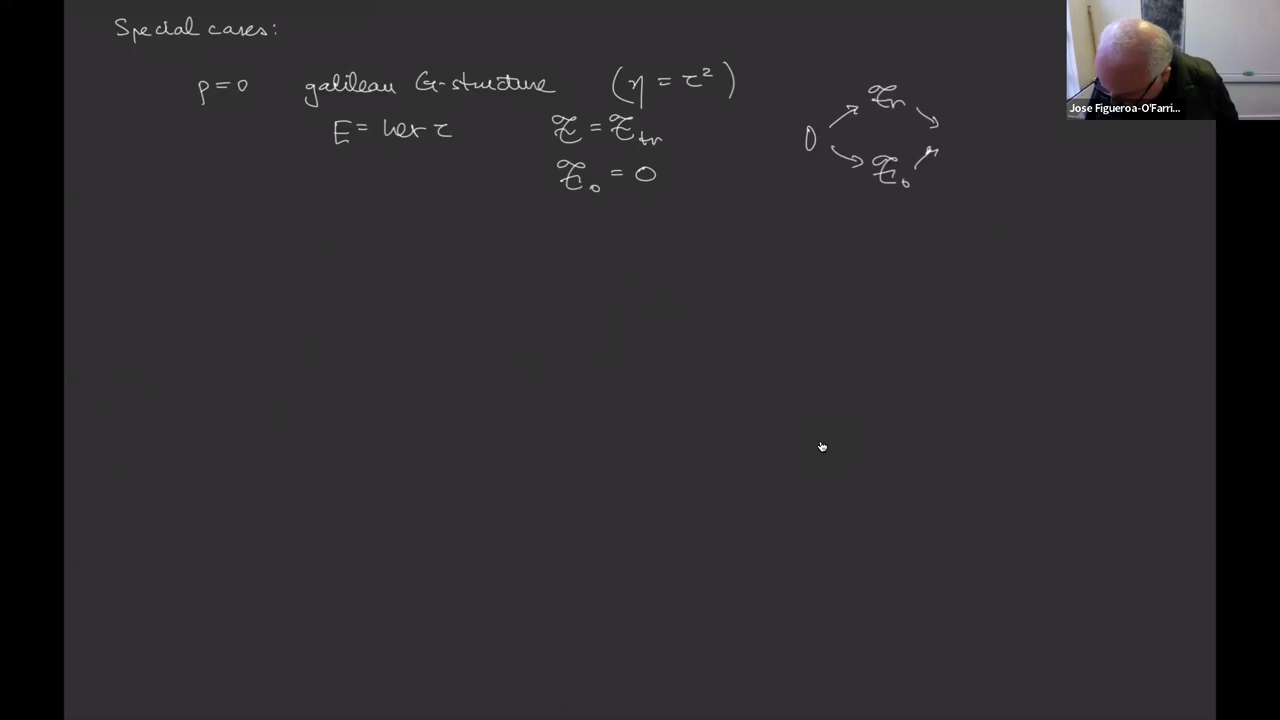 Special cases:
p=0 galilean G-structure (η = τ²)
E = ker τ 𝒯 = 𝒯tr
𝒯₀ = 0
0 𝒯tr
𝒯₀
Jose Figueroa-O'Farri...